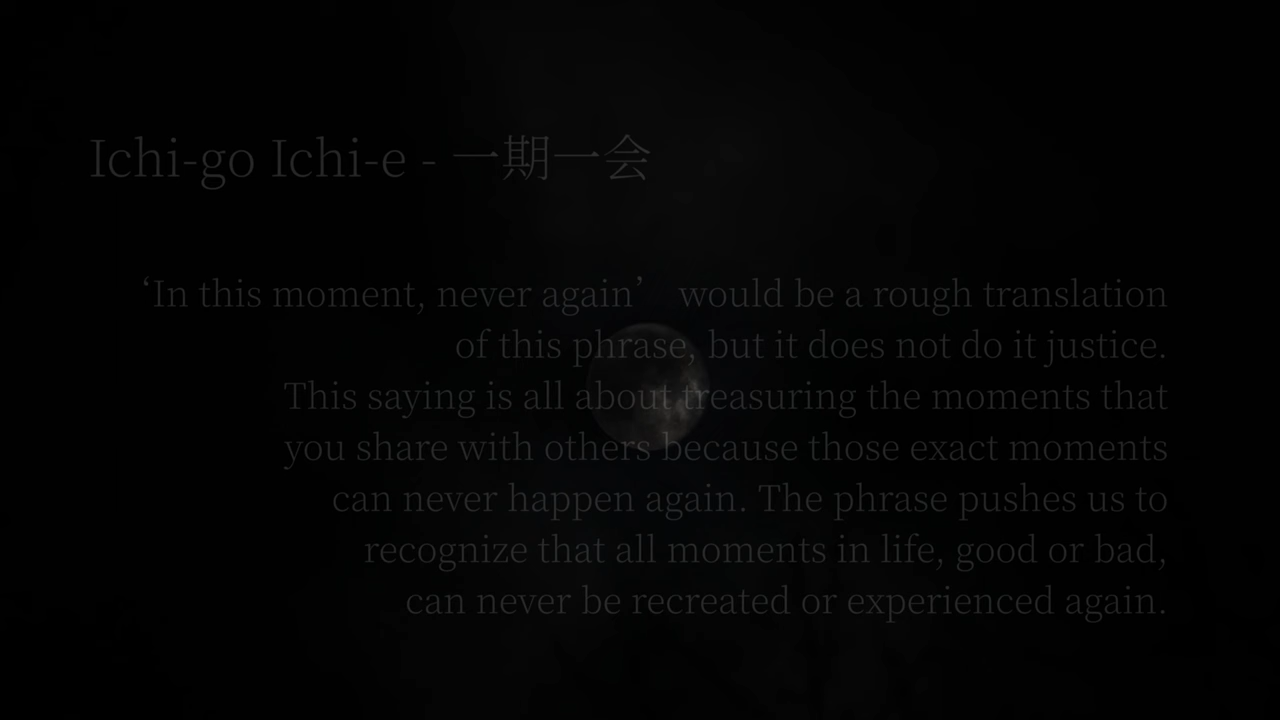 Ichi-go Ichi-e - 一期一会
‘In this moment, never again’ would be a rough translation
of this phrase, but it does not do it justice.
This saying is all about treasuring the moments that
you share with others because those exact moments
can never happen again. The phrase pushes us to
recognize that all moments in life, good or bad,
can never be recreated or experienced again.